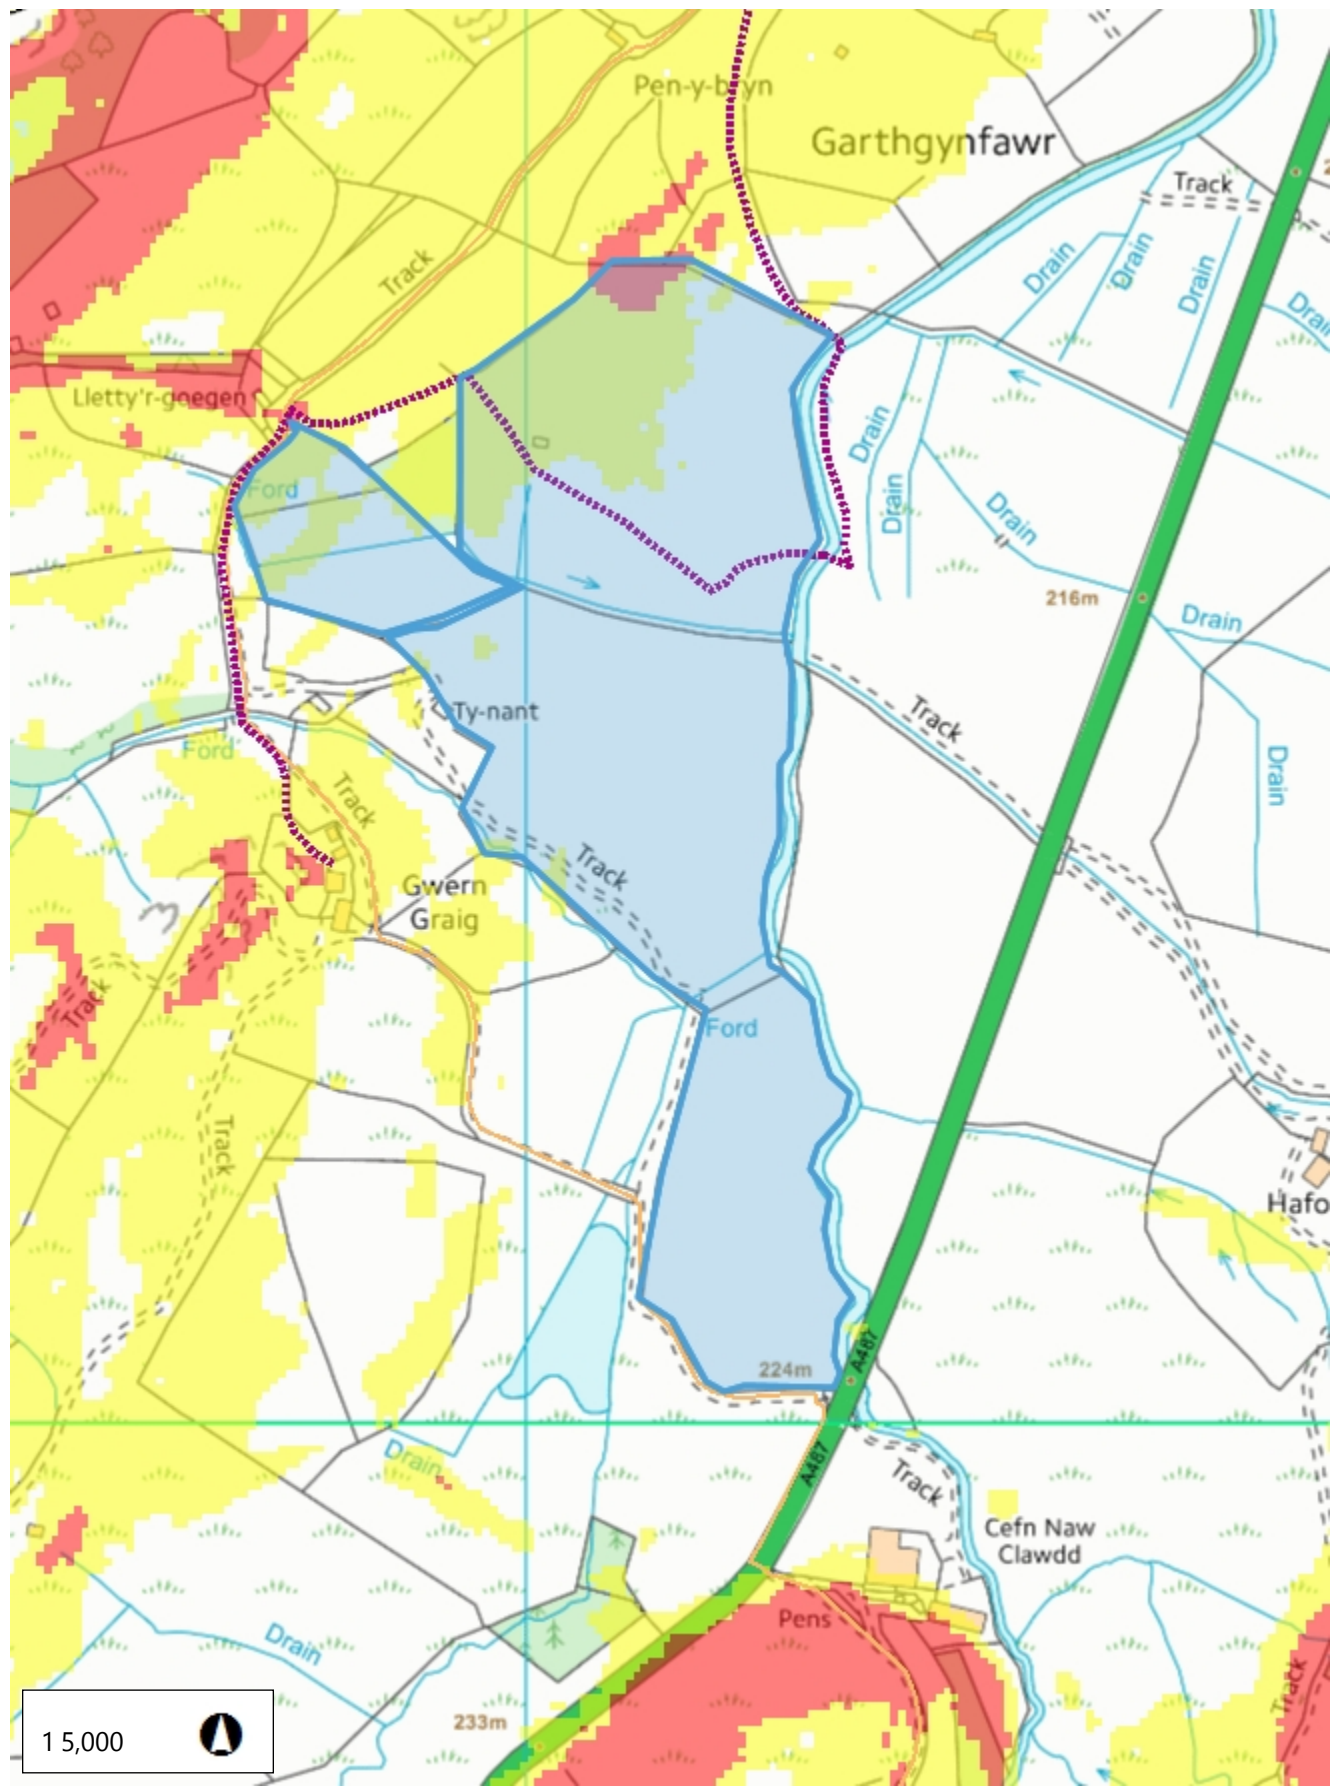 Pen-y-bryn
Garthgynfawr
Track
Drain
Drain
Drain
Track
Lletty'r-goegen
Drain
Ford
Drain
Drain
216m
Drain
Ty-nant
Track
Ford
Drain
Track
Track
Gwern
Graig
Track
Ford
Track
Hafo
224m
A487
A487
Drain
Track
Cefn Naw
Clawdd
Pens
Drain
Track
233m
1 5,000